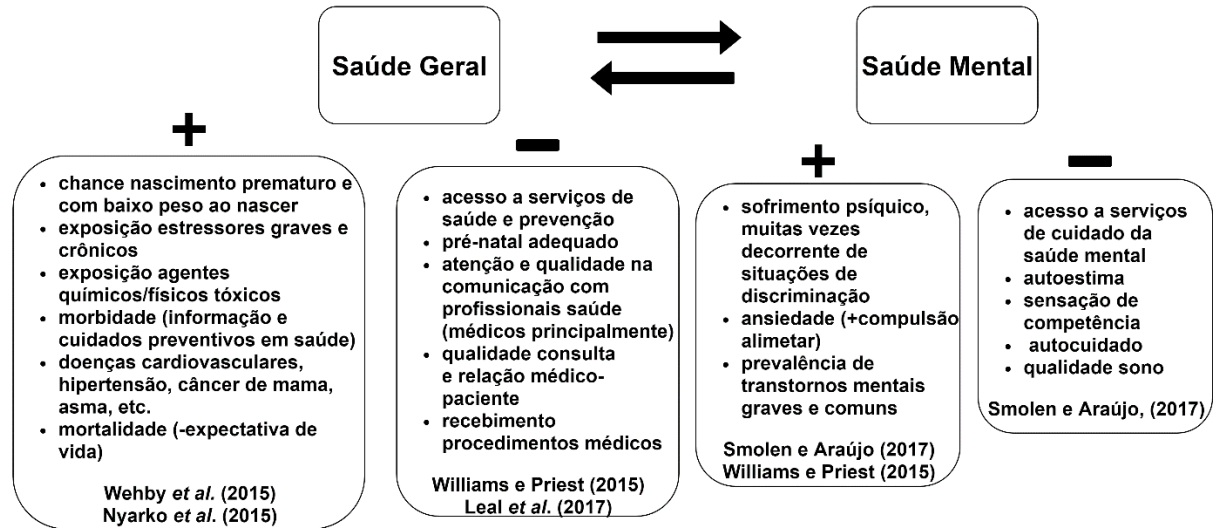 Saúde Geral
Saúde Mental
+
• chance nascimento prematuro e
com baixo peso ao nascer
• exposição estressores graves e
crônicos
• exposição agentes
químicos/físicos tóxicos
• morbidade (informação e
cuidados preventivos em saúde)
• doenças cardiovasculares,
hipertensão, câncer de mama,
asma, etc.
• mortalidade (-expectativa de
vida)
Wehby et al. (2015)
Nyarko et al. (2015)
−
• acesso a serviços de
saúde e prevenção
• pré-natal adequado
• atenção e qualidade na
comunicação com
profissionais saúde
(médicos principalmente)
• qualidade consulta
e relação médico-
paciente
• recebimento
procedimentos médicos
Williams e Priest (2015)
Leal et al. (2017)
+
• sofrimento psíquico,
muitas vezes
decorrente de
situações de
discriminação
• ansiedade (+compulsão
alimetar)
• prevalência de
transtornos mentais
graves e comuns
Smolen e Araújo (2017)
Williams e Priest (2015)
−
• acesso a serviços
de cuidado da
saúde mental
• autoestima
• sensação de
competência
• autocuidado
• qualidade sono
Smolen e Araújo, (2017)